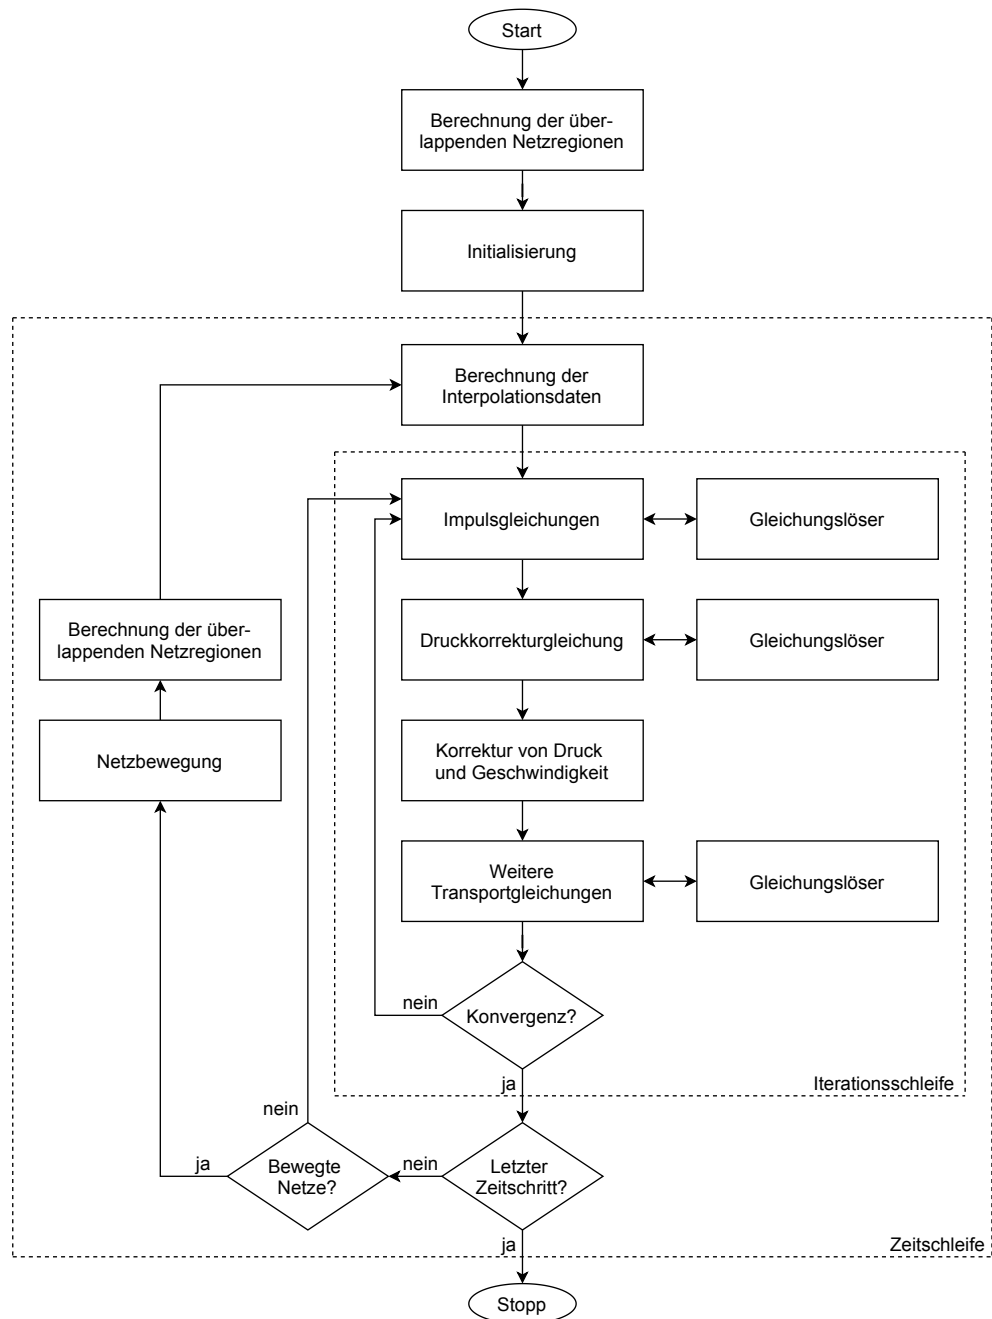 Start
Berechnung der über-
lappenden Netzregionen
Initialisierung
Berechnung der
Interpolationsdaten
Impulsgleichungen
Gleichungslöser
Berechnung der über-
lappenden Netzregionen
Druckkorrekturgleichung
Gleichungslöser
Netzbewegung
Korrektur von Druck
und Geschwindigkeit
Weitere
Transportgleichungen
Gleichungslöser
nein
Konvergenz?
ja
Iterationsschleife
nein
ja
Bewegte
Netze?
nein
Letzter
Zeitschritt?
ja
Zeitschleife
Stopp